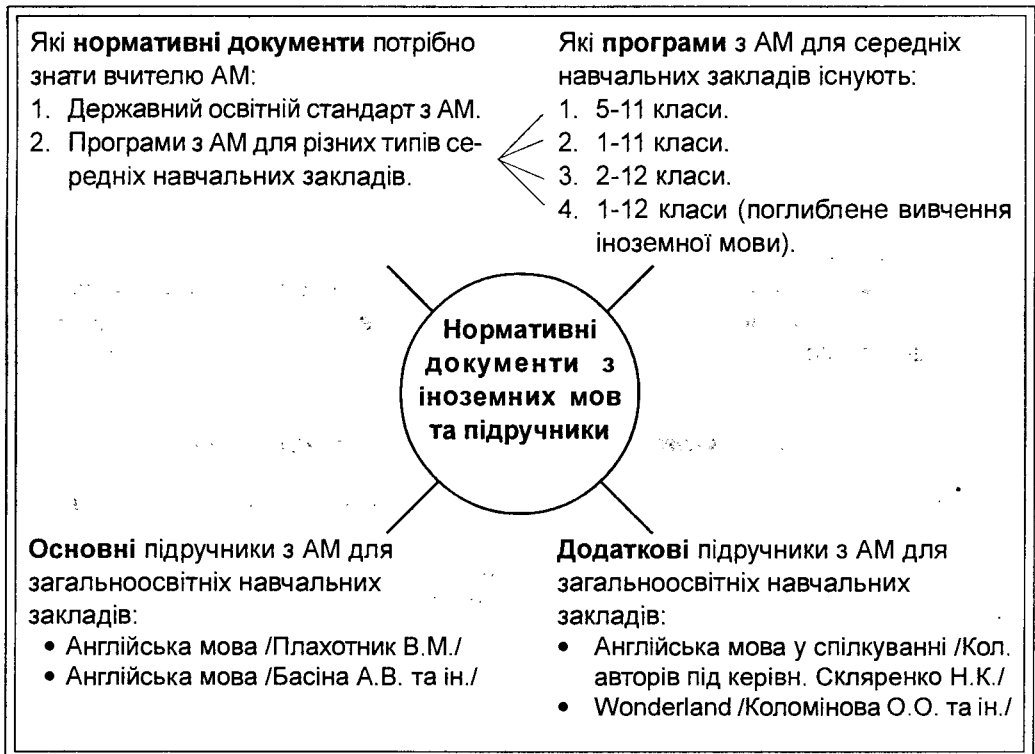 Які нормативні документи потрібно
знати вчителю АМ:
1. Державний освітній стандарт з АМ.
2. Програми з АМ для різних типів се-
редніх навчальних закладів.
Які програми з АМ для середніх
навчальних закладів існують:
1. 5-11 класи.
2. 1-11 класи.
3. 2-12 класи.
4. 1-12 класи (поглиблене вивчення
іноземної мови).
Нормативні
документи з
іноземних мов
та підручники
Основні підручники з АМ для
загальноосвітніх навчальних
закладів:
• Англійська мова /Плахотник В.М./
• Англійська мова /Басіна А.В. та ін./
Додаткові підручники з АМ для
загальноосвітніх навчальних
закладів:
• Англійська мова у спілкуванні /Кол.
авторів під керівн. Скляренко Н.К./
• Wonderland /Коломінова О.О. та ін./